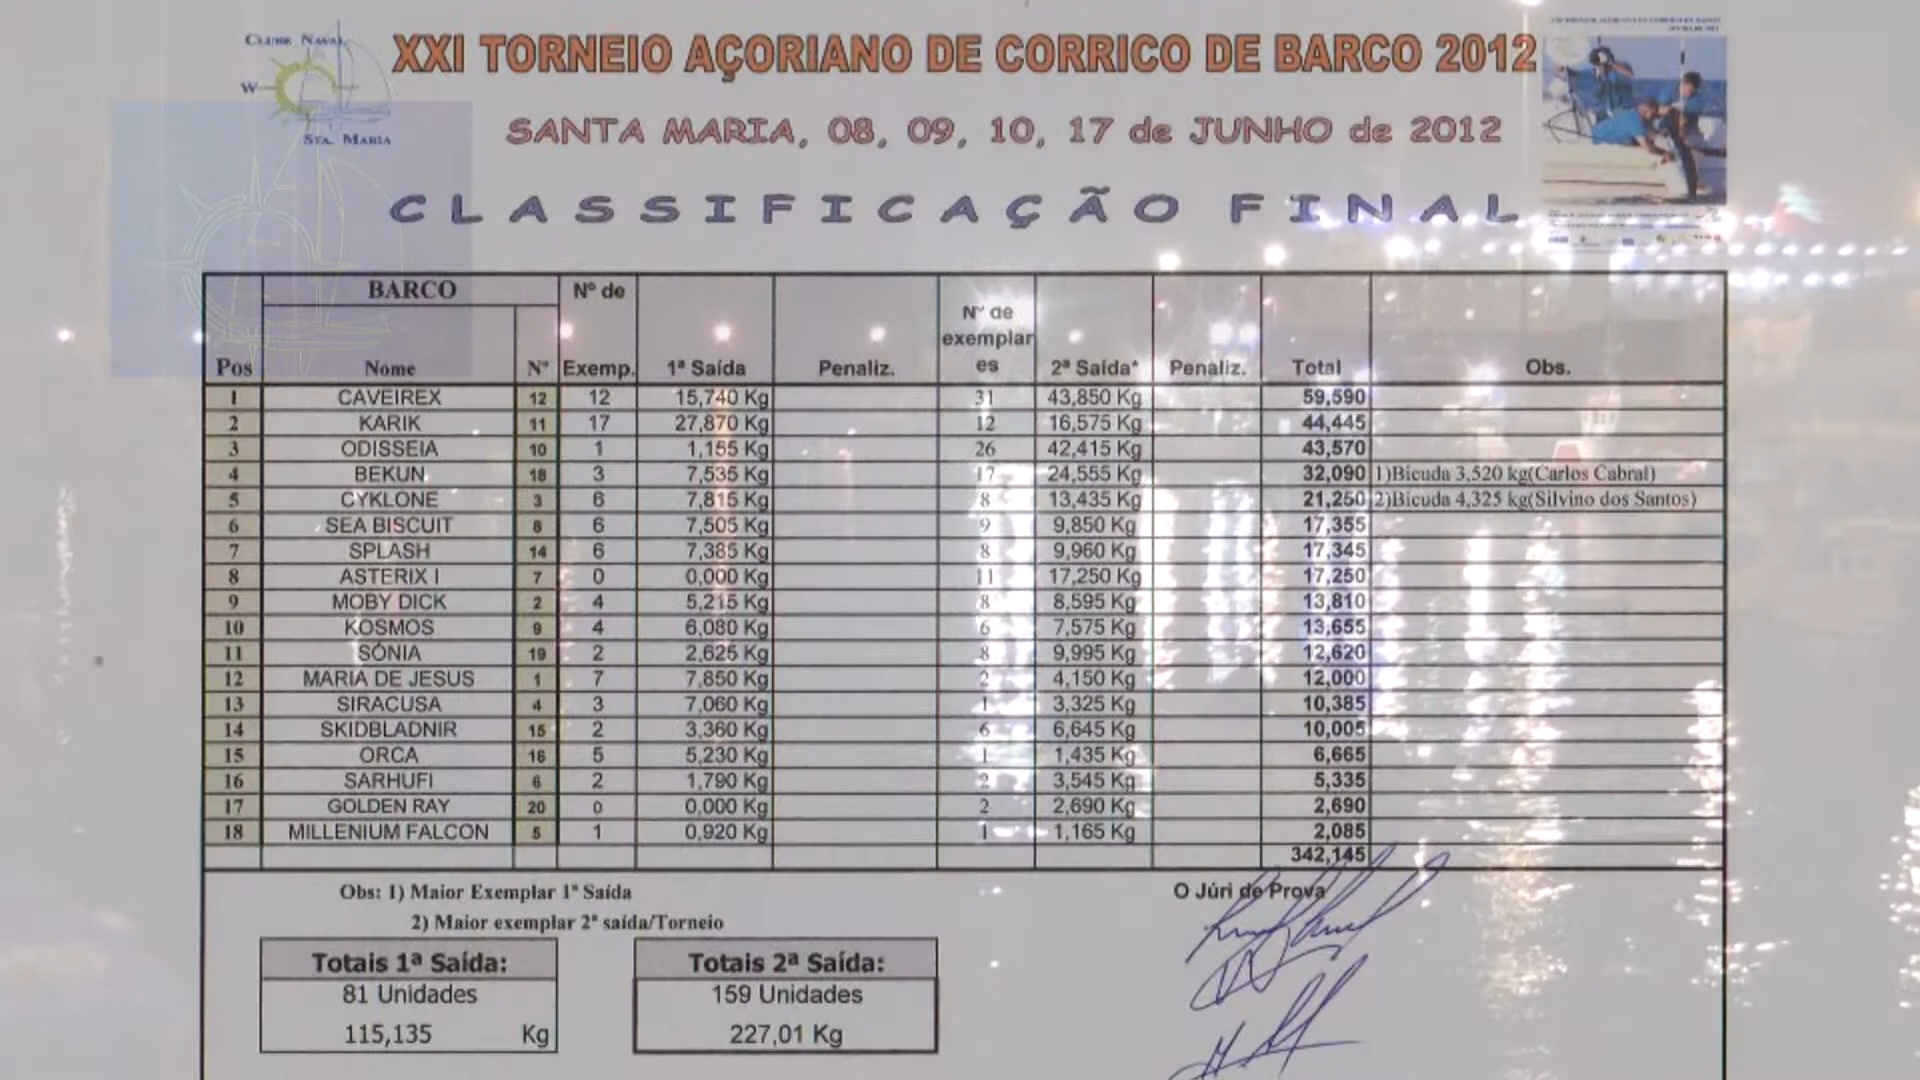 CLUBE NAVAL
W
STA. MARIA
XXI TORNEIO AÇORIANO DE CORRICO DE BARCO 2012
SANTA MARIA, 08, 09, 10, 17 de JUNHO de 2012
CLASSIFICAÇÃO FINAL
BARCO Nº de Nº de exemplar es
Pos Nome Nº Exemp. 1ª Saída Penaliz. 2ª Saída* Penaliz. Total Obs.
1 CAVEIREX 12 12 15,740 Kg 31 43,850 Kg 59,590
2 KARIK 11 17 27,870 Kg 12 16,575 Kg 44,445
3 ODISSEIA 10 1 1,155 Kg 26 42,415 Kg 43,570
4 BEKUN 18 3 7,535 Kg 17 24,555 Kg 32,090 1)Bicuda 3,520 kg(Carlos Cabral)
5 CYKLONE 3 6 7,815 Kg 8 13,435 Kg 21,250 2)Bicuda 4,325 kg(Silvino dos Santos)
6 SEA BISCUIT 8 6 7,505 Kg 9 9,850 Kg 17,355
7 SPLASH 14 6 7,385 Kg 8 9,960 Kg 17,345
8 ASTERIX I 7 0 0,000 Kg 11 17,250 Kg 17,250
9 MOBY DICK 2 4 5,215 Kg 8 8,595 Kg 13,810
10 KOSMOS 9 4 6,080 Kg 6 7,575 Kg 13,655
11 SÓNIA 19 2 2,625 Kg 8 9,995 Kg 12,620
12 MARIA DE JESUS 1 7 7,850 Kg 2 4,150 Kg 12,000
13 SIRACUSA 4 3 7,060 Kg 1 3,325 Kg 10,385
14 SKIDBLADNIR 15 2 3,360 Kg 6 6,645 Kg 10,005
15 ORCA 16 5 5,230 Kg 1 1,435 Kg 6,665
16 SARHUFI 6 2 1,790 Kg 2 3,545 Kg 5,335
17 GOLDEN RAY 20 0 0,000 Kg 2 2,690 Kg 2,690
18 MILLENIUM FALCON 5 1 0,920 Kg 1 1,165 Kg 2,085
342,145
Obs: 1) Maior Exemplar 1ª Saída
2) Maior exemplar 2ª saída/Torneio
O Júri de Prova
Totais 1ª Saída:
81 Unidades
115,135 Kg
Totais 2ª Saída:
159 Unidades
227,01 Kg